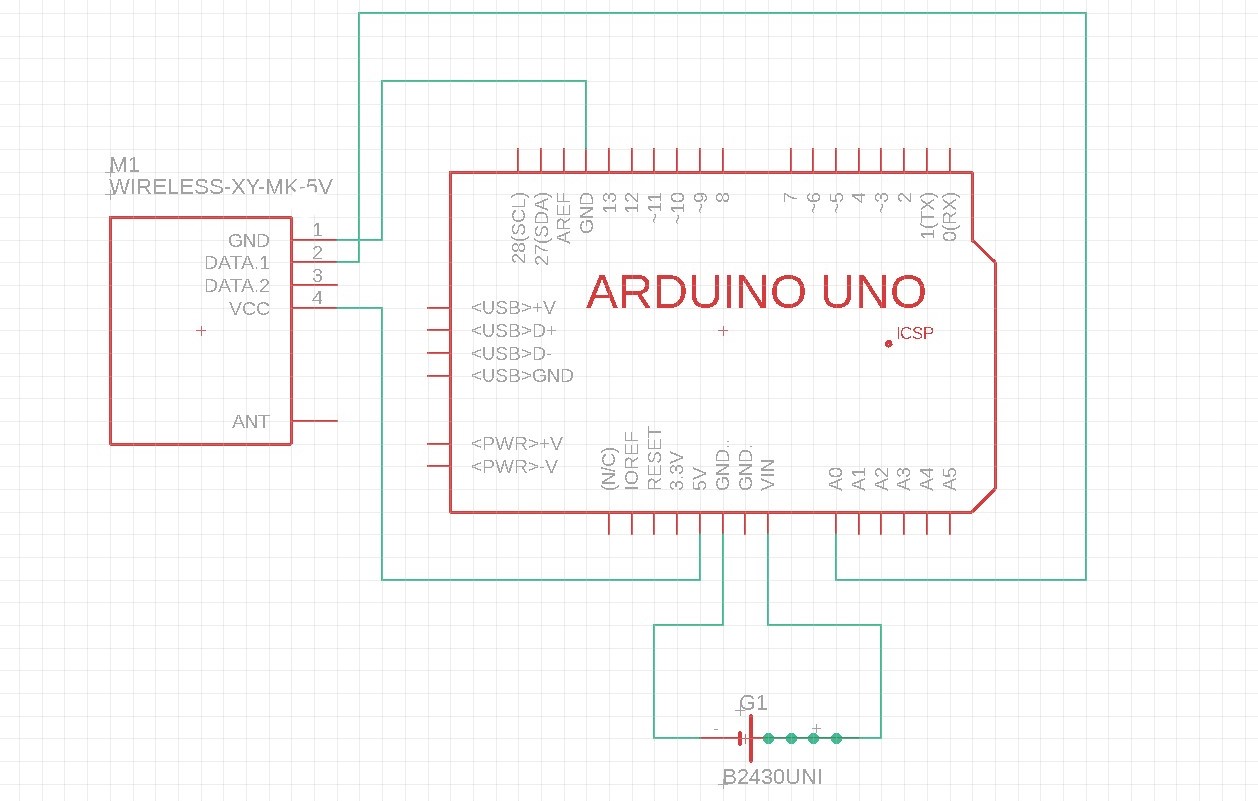 M1
WIRELESS-XY-MK-5V
GND 1
DATA.1 2
DATA.2 3
VCC 4
ANT
28(SCL)
27(SDA)
AREF
GND
13
12
~11
~10
~9
8
7
~6
~5
4
~3
2
1(TX)
0(RX)
ARDUINO UNO
ICSP
<USB>+V
<USB>D+
<USB>D-
<USB>GND
<PWR>+V
<PWR>-V
(N/C)
IOREF
RESET
3.3V
5V
GND..
GND.
VIN
A0
A1
A2
A3
A4
A5
G1
- +
B2430UNI